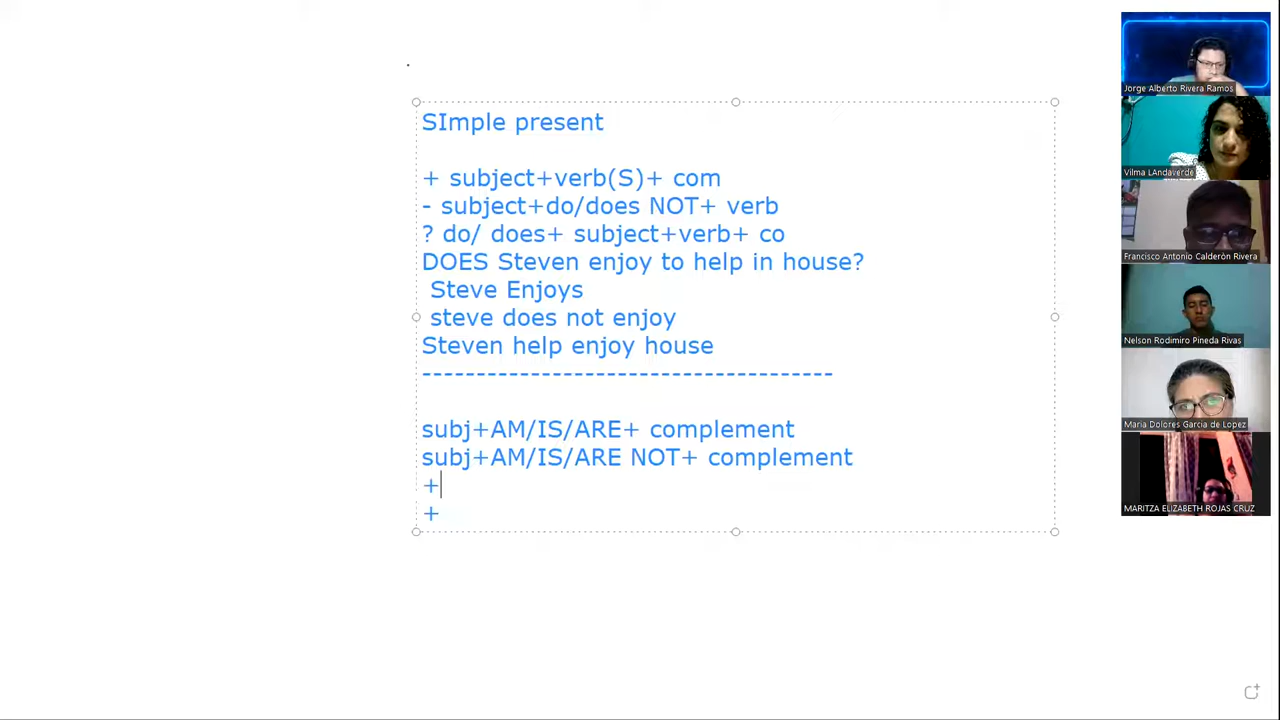 SImple present
+ subject+verb(S)+ com
- subject+do/does NOT+ verb
? do/ does+ subject+verb+ co
DOES Steven enjoy to help in house?
Steve Enjoys
steve does not enjoy
Steven help enjoy house
-------------------------------------
subj+AM/IS/ARE+ complement
subj+AM/IS/ARE NOT+ complement
+
+
Jorge Alberto Rivera Ramos
Vilma LAndaverde
Francisco Antonio Calderón Rivera
Nelson Rodimiro Pineda Rivas
Maria Dolores Garcia de Lopez
MARITZA ELIZABETH ROJAS CRUZ